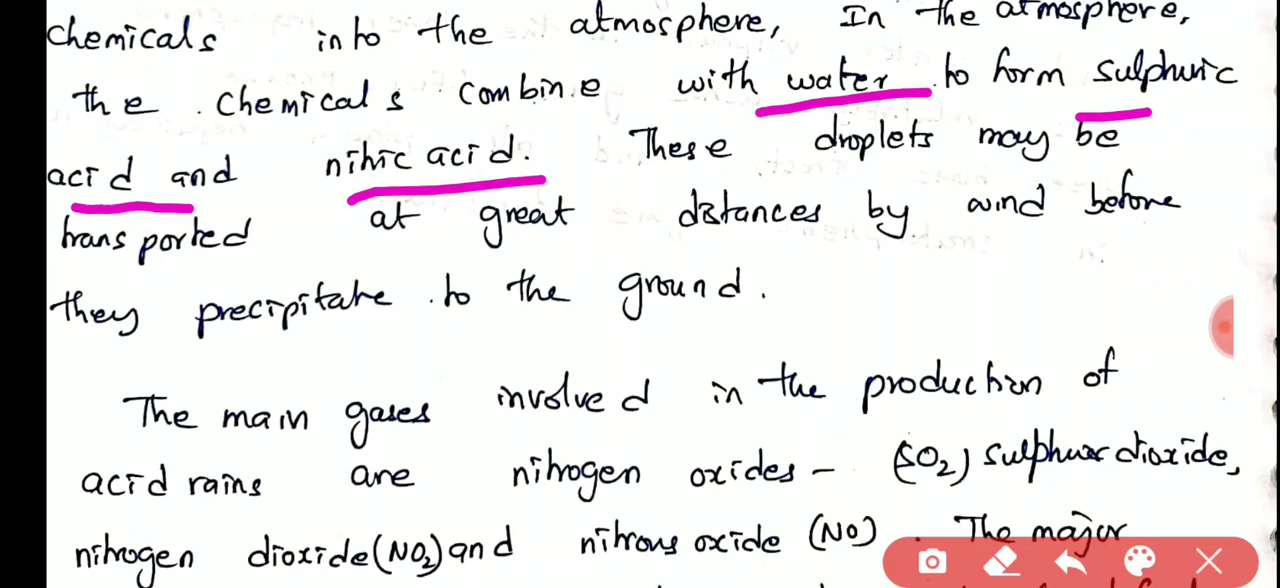 chemicals into the atmosphere, In the atmosphere,
the chemicals combine with water to form sulphuric
acid and nitric acid. These droplets may be
transported at great distances by wind before
they precipitate to the ground.
The main gases involved in the production of
acid rains are nitrogen oxides - (SO2) sulphur dioxide,
nitrogen dioxide (NO2) and nitrous oxide (NO). The major